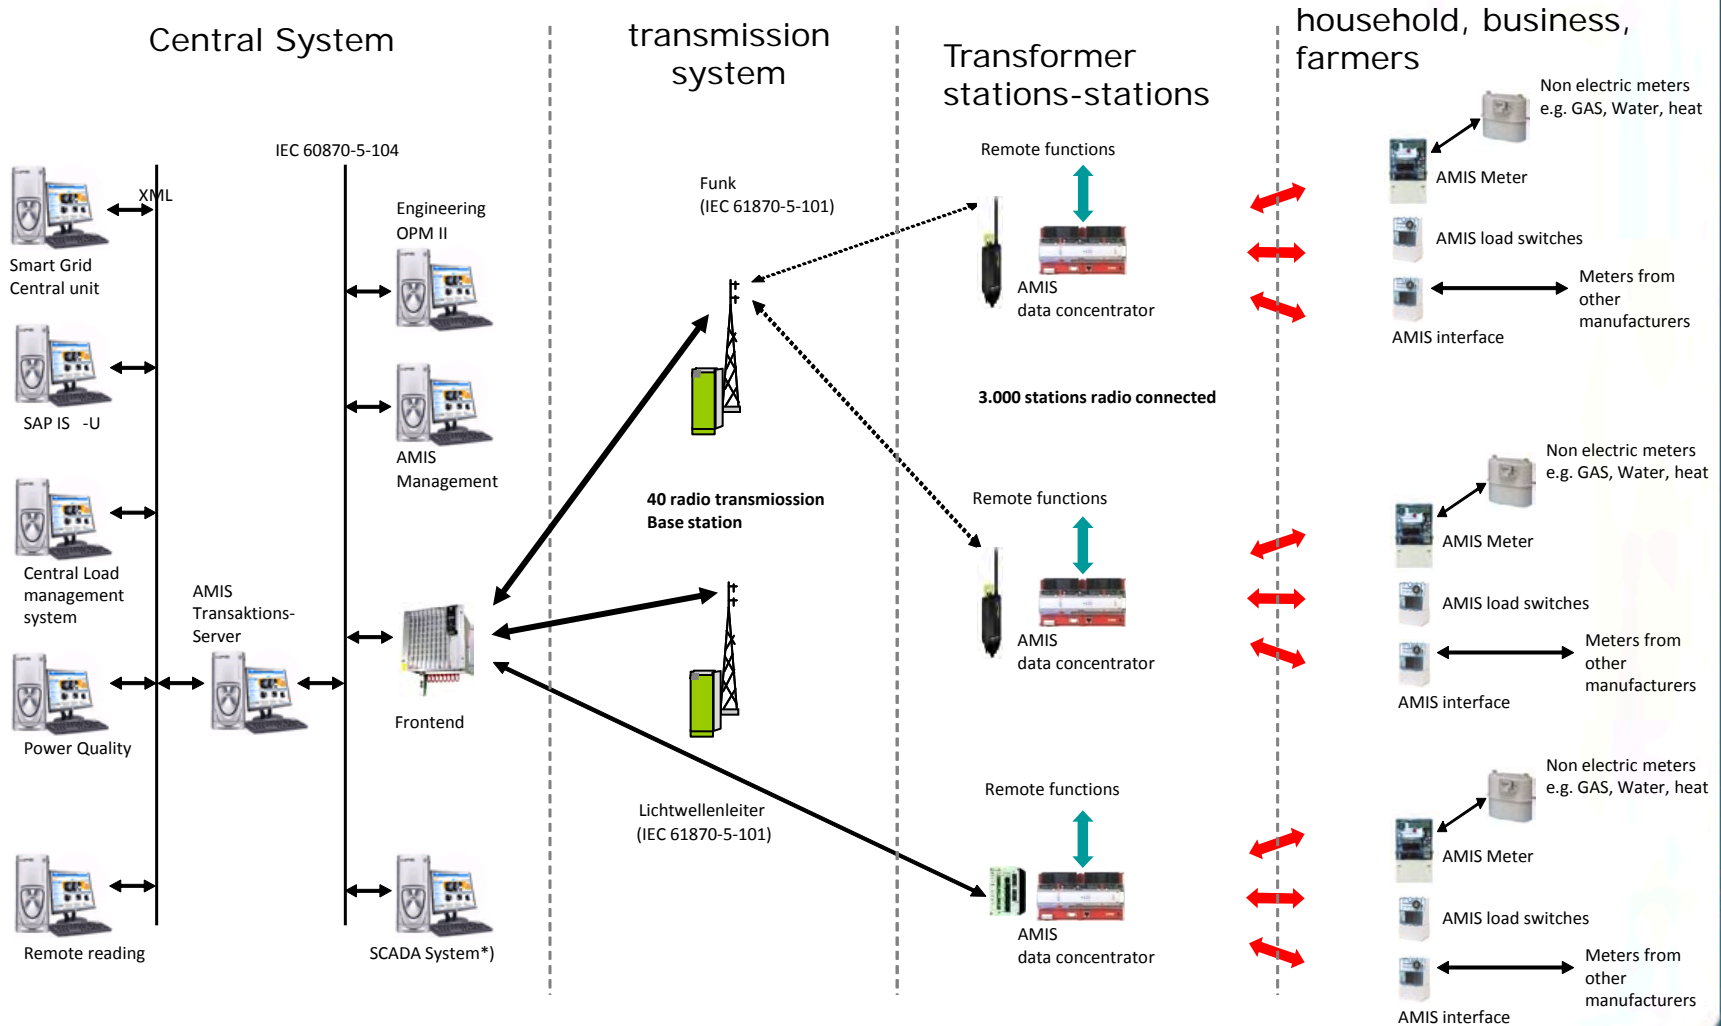 Central System
transmission
system
Transformer
stations-stations
household, business,
farmers
IEC 60870-5-104
XML
Smart Grid
Central unit
SAP IS -U
Central Load
management
system
Power Quality
Remote reading
AMIS
Transaktions-
Server
Engineering
OPM II
AMIS
Management
Frontend
SCADA System*)
Funk
(IEC 61870-5-101)
40 radio transmiossion
Base station
Lichtwellenleiter
(IEC 61870-5-101)
Remote functions
AMIS
data concentrator
3.000 stations radio connected
Remote functions
AMIS
data concentrator
Remote functions
AMIS
data concentrator
Non electric meters
e.g. GAS, Water, heat
AMIS Meter
AMIS load switches
Meters from
other
manufacturers
AMIS interface
Non electric meters
e.g. GAS, Water, heat
AMIS Meter
AMIS load switches
Meters from
other
manufacturers
AMIS interface
Non electric meters
e.g. GAS, Water, heat
AMIS Meter
AMIS load switches
Meters from
other
manufacturers
AMIS interface